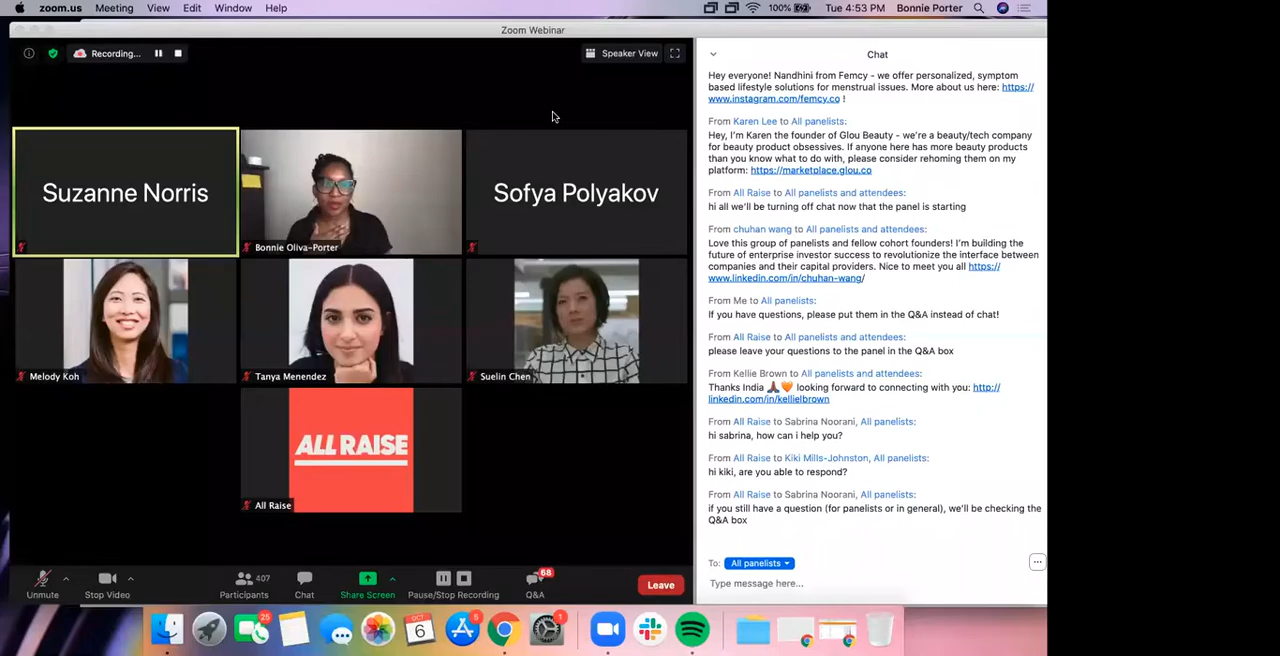 zoom.us Meeting View Edit Window Help 100% Tue 4:53 PM Bonnie Porter
Zoom Webinar
Recording...
Speaker View
Suzanne Norris
Bonnie Oliva-Porter
Sofya Polyakov
Melody Koh
Tanya Menendez
Suelin Chen
ALL RAISE
All Raise
Unmute
Stop Video
407
Participants
Chat
Share Screen
Pause/Stop Recording
68
Q&A
Leave
Chat
Hey everyone! Nandhini from Femcy - we offer personalized, symptom
based lifestyle solutions for menstrual issues. More about us here: https://
www.instagram.com/femcy.co !
From Karen Lee to All panelists:
Hey, I'm Karen the founder of Glou Beauty - we're a beauty/tech company
for beauty product obsessives. If anyone here has more beauty products
than you know what to do with, please consider rehoming them on my
platform: https://marketplace.glou.co
From All Raise to All panelists and attendees:
hi all we'll be turning off chat now that the panel is starting
From chuhan wang to All panelists and attendees:
Love this group of panelists and fellow cohort founders! I'm building the
future of enterprise investor success to revolutionize the interface between
companies and their capital providers. Nice to meet you all https://
www.linkedin.com/in/chuhan-wang/
From Me to All panelists:
If you have questions, please put them in the Q&A instead of chat!
From All Raise to All panelists and attendees:
please leave your questions to the panel in the Q&A box
From Kellie Brown to All panelists and attendees:
Thanks India 🙏🏾🧡 looking forward to connecting with you: http://
linkedin.com/in/kellielbrown
From All Raise to Sabrina Noorani, All panelists:
hi sabrina, how can i help you?
From All Raise to Kiki Mills-Johnston, All panelists:
hi kiki, are you able to respond?
From All Raise to Sabrina Noorani, All panelists:
if you still have a question (for panelists or in general), we'll be checking the
Q&A box
To: All panelists
Type message here...
25
OCT
6
5
1